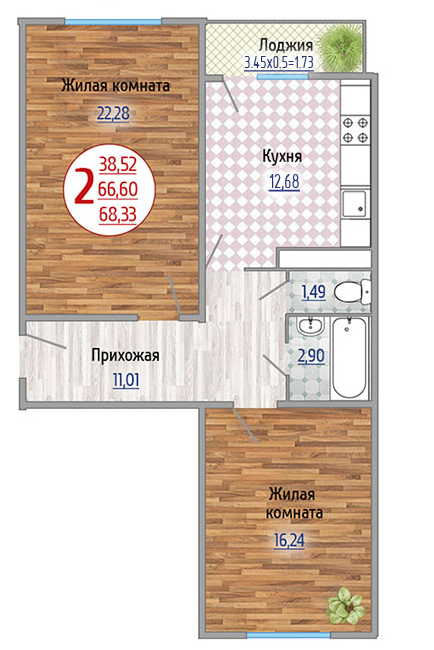 Лоджия
3.45x0.5=1.73
Жилая комната
22,28
2
38,52
66,60
68,33
Кухня
12,68
1,49
Прихожая
11,01
2,90
Жилая
комната
16,24